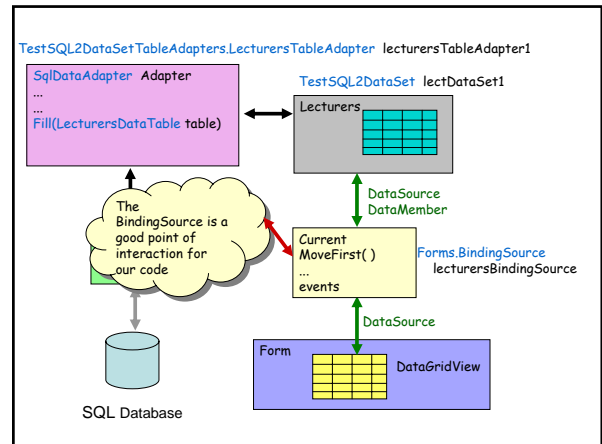 TestSQL2DataSetTableAdapters.LecturersTableAdapter lecturersTableAdapter1
SqlDataAdapter Adapter
...
...
Fill(LecturersDataTable table)
TestSQL2DataSet lectDataSet1
Lecturers
DataSource
DataMember
The
BindingSource is a
good point of
interaction for
our code
Current
MoveFirst( )
...
events
Forms.BindingSource
lecturersBindingSource
DataSource
Form
DataGridView
SQL Database